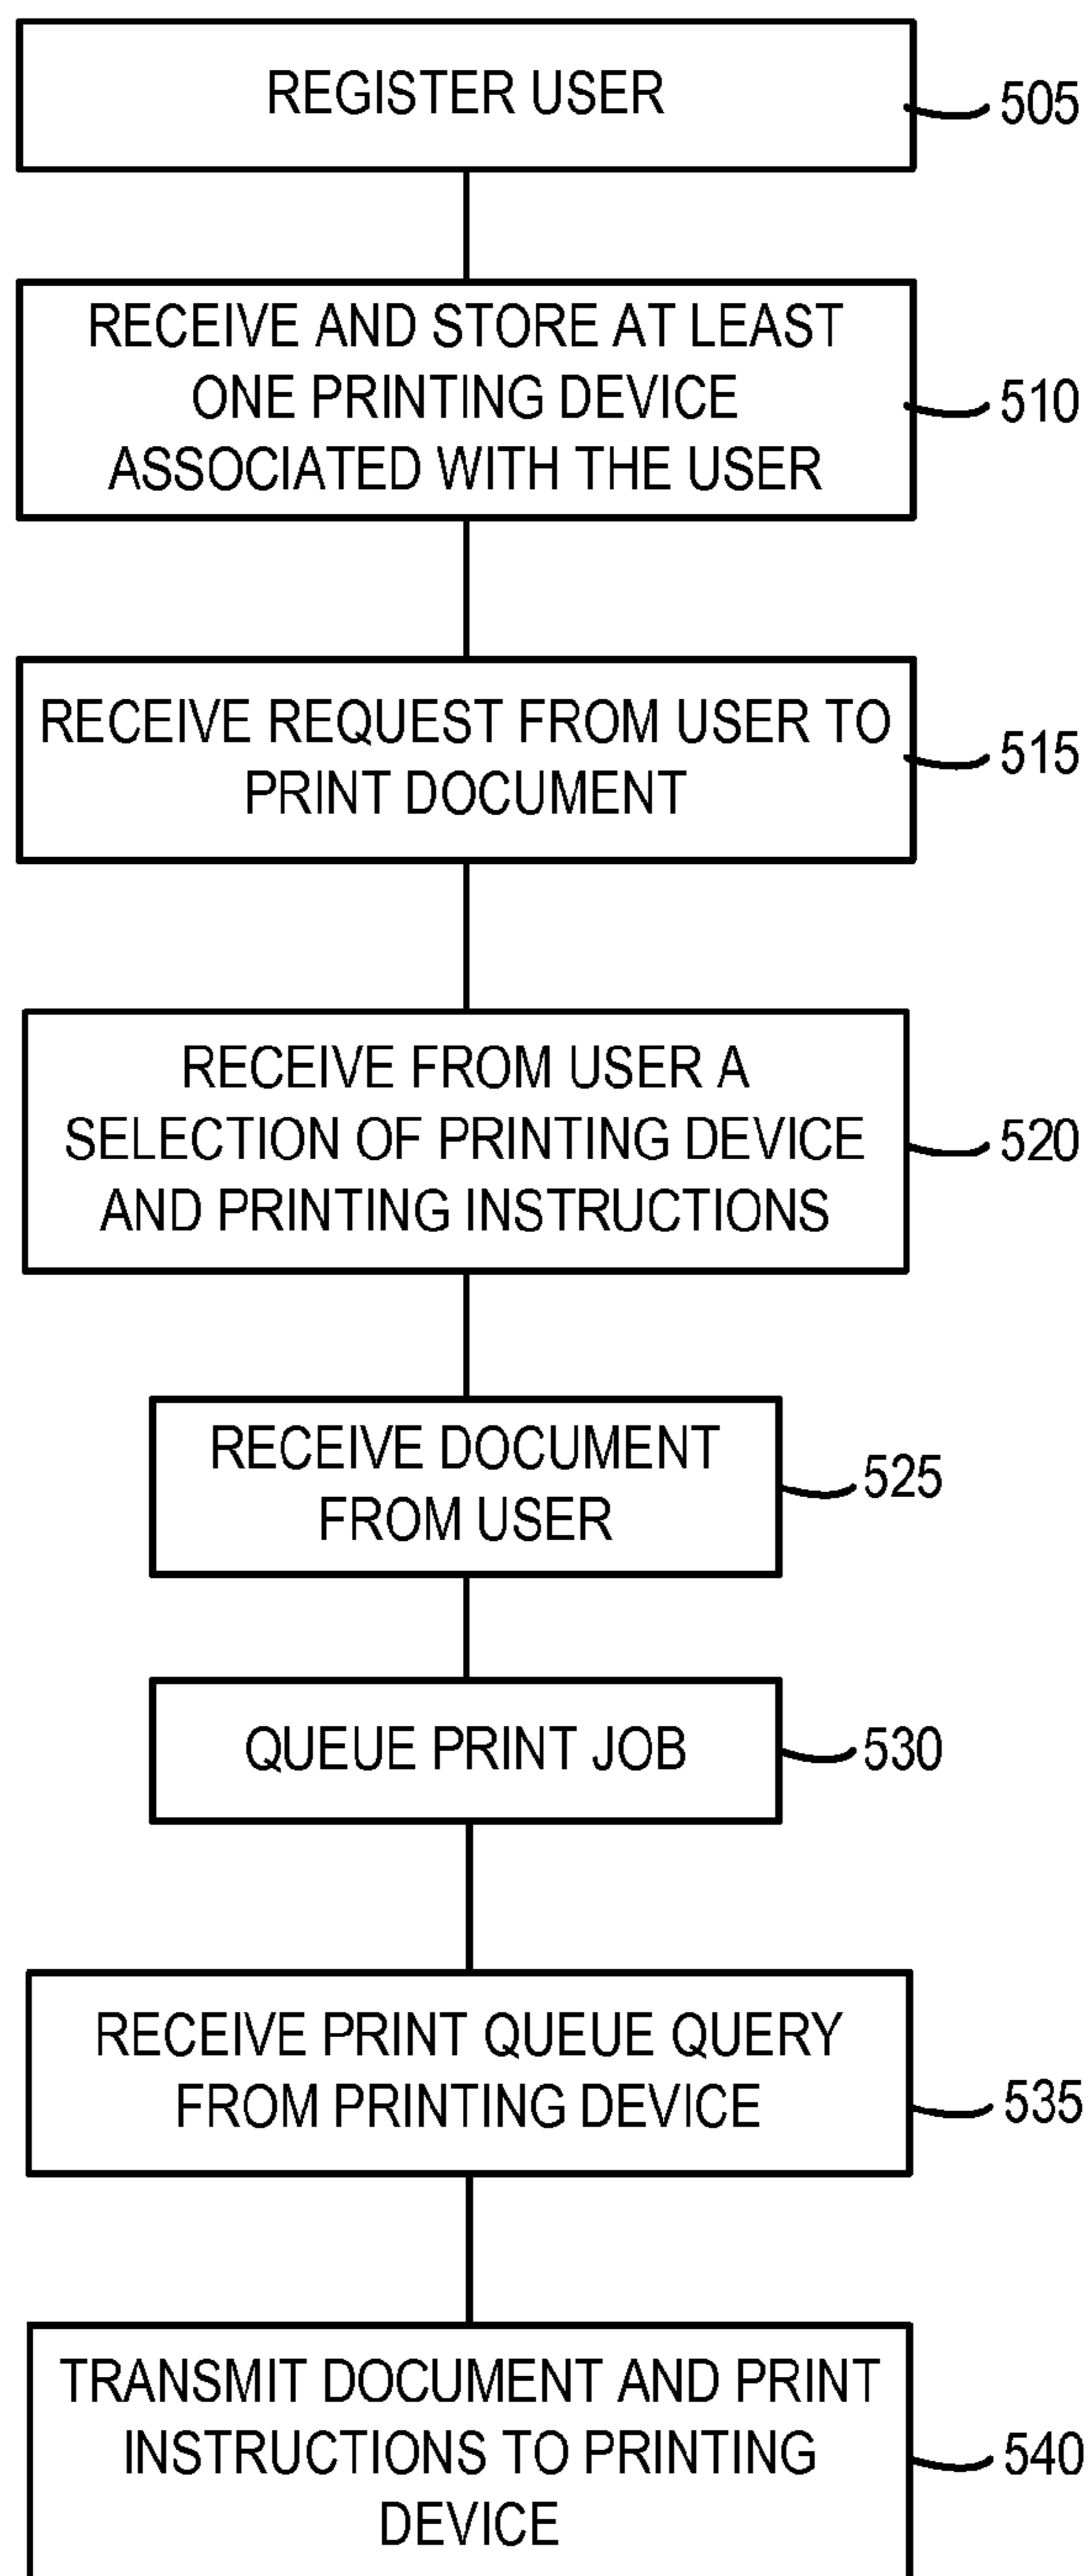 REGISTER USER
505
RECEIVE AND STORE AT LEAST
ONE PRINTING DEVICE
ASSOCIATED WITH THE USER
510
RECEIVE REQUEST FROM USER TO
PRINT DOCUMENT
515
RECEIVE FROM USER A
SELECTION OF PRINTING DEVICE
AND PRINTING INSTRUCTIONS
520
RECEIVE DOCUMENT
FROM USER
525
QUEUE PRINT JOB
530
RECEIVE PRINT QUEUE QUERY
FROM PRINTING DEVICE
535
TRANSMIT DOCUMENT AND PRINT
INSTRUCTIONS TO PRINTING
DEVICE
540